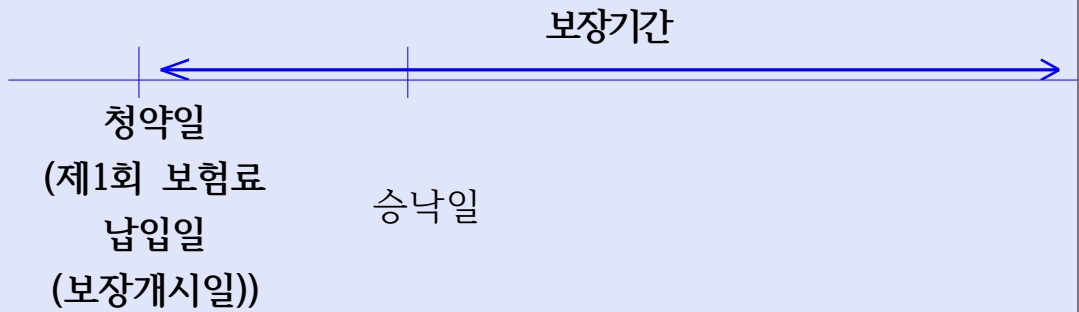 보장기간
청약일
(제1회 보험료
납입일
(보장개시일))
승낙일